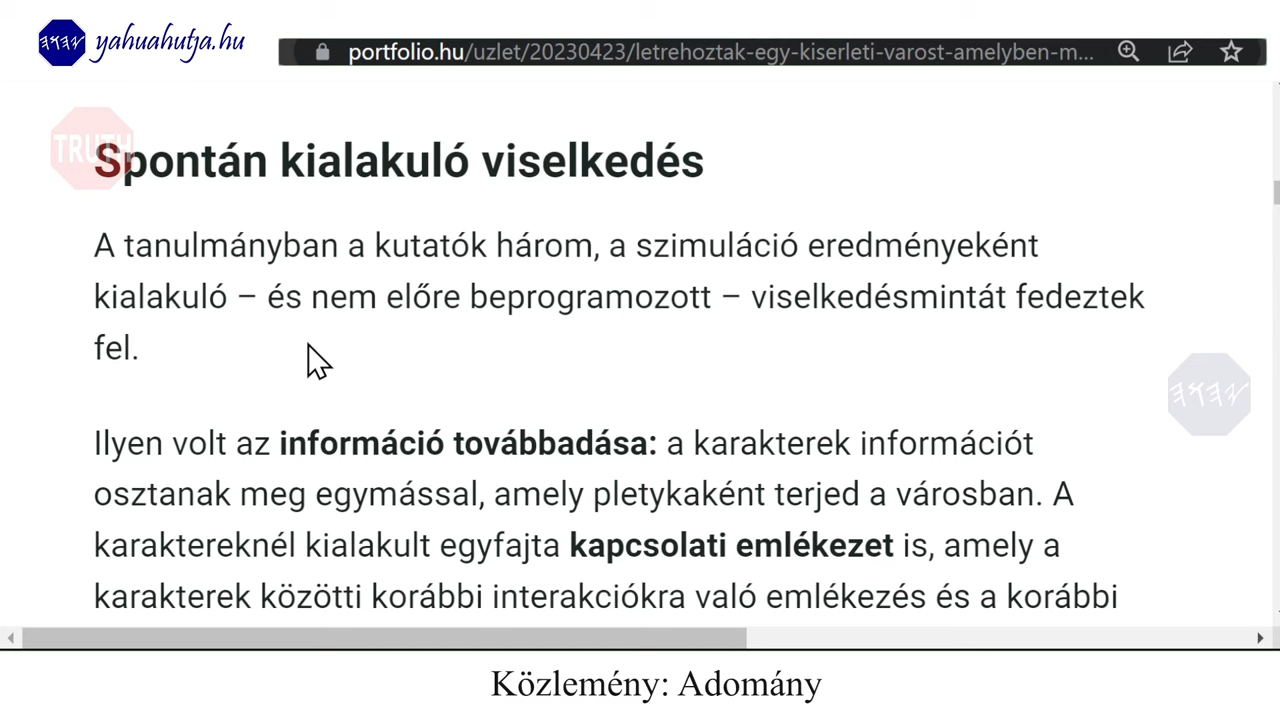 yahuahutja.hu
portfolio.hu/uzlet/20230423/letrehoztak-egy-kiserleti-varost-amelyben-m...
TRUTH
Spontán kialakuló viselkedés
A tanulmányban a kutatók három, a szimuláció eredményeként
kialakuló – és nem előre beprogramozott – viselkedésmintát fedeztek
fel.
Ilyen volt az információ továbbadása: a karakterek információt
osztanak meg egymással, amely pletykaként terjed a városban. A
karaktereknél kialakult egyfajta kapcsolati emlékezet is, amely a
karakterek közötti korábbi interakciókra való emlékezés és a korábbi
Közlemény: Adomány